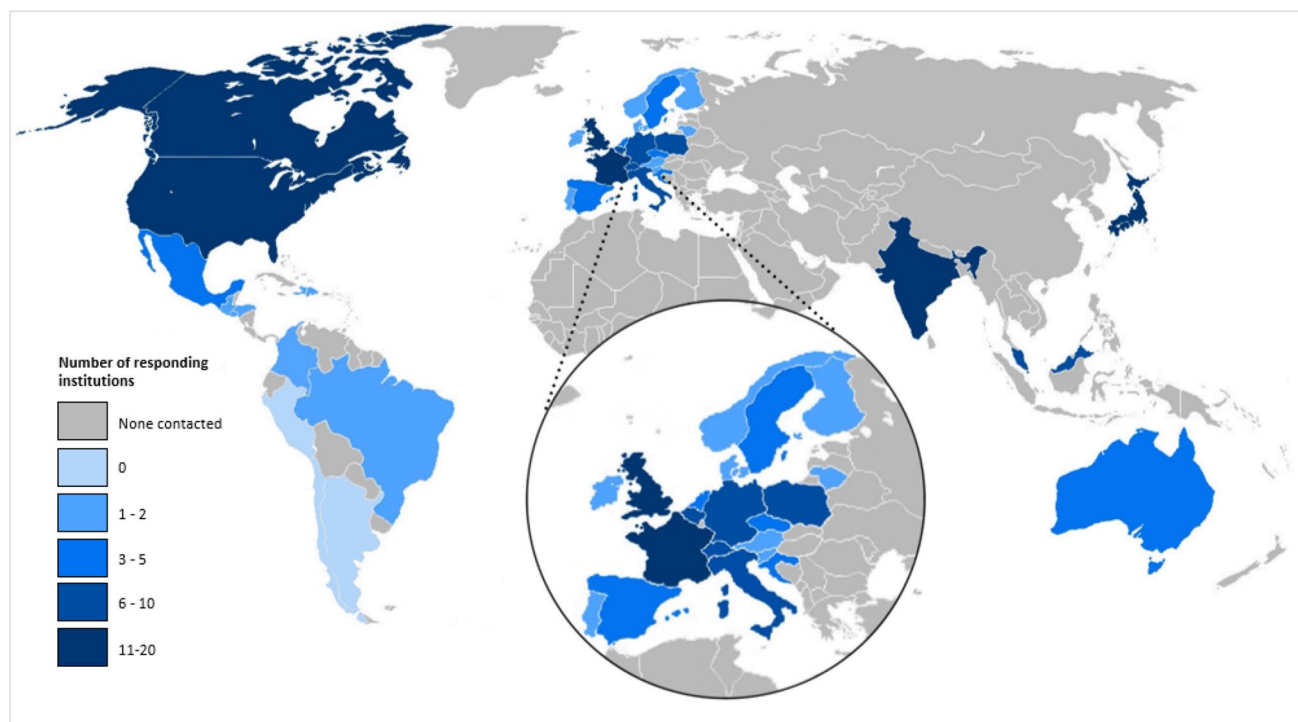 Number of responding
institutions
None contacted
0
1 - 2
3 - 5
6 - 10
11-20